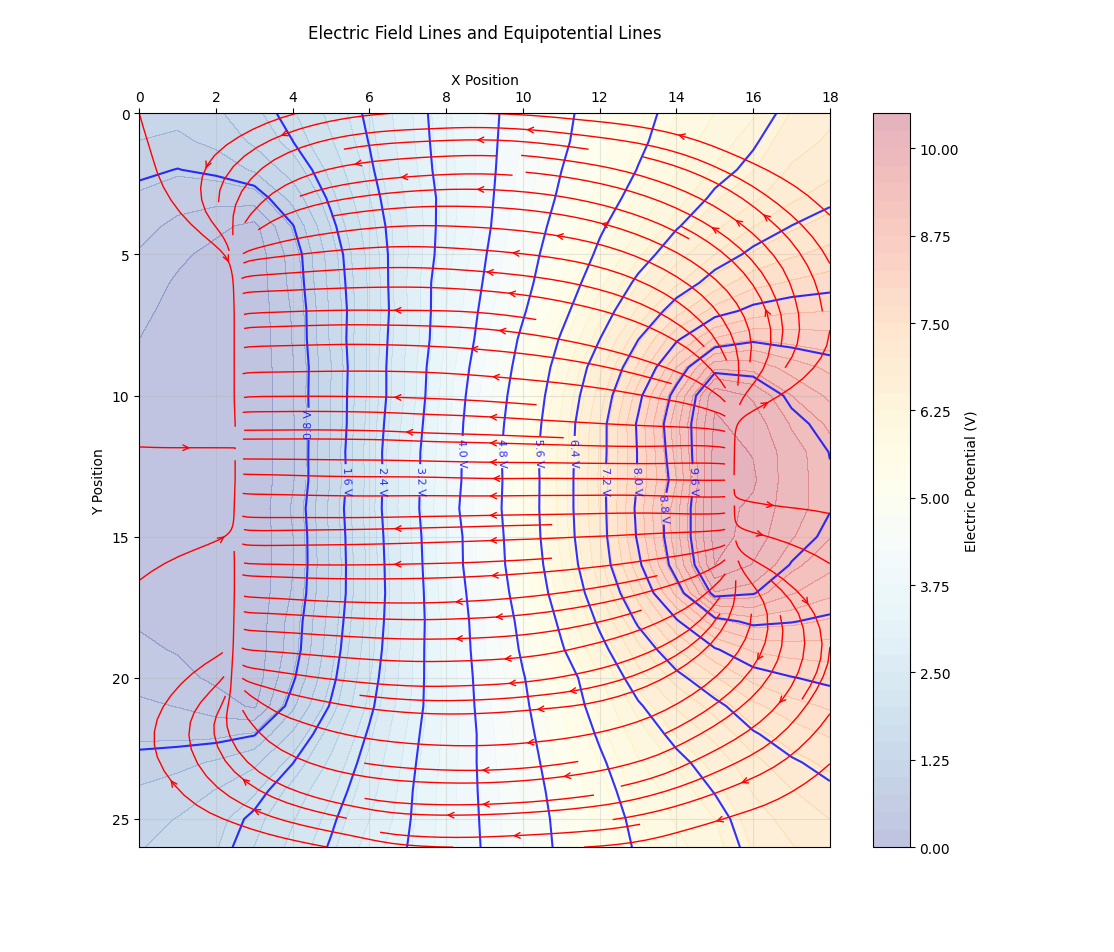 Electric Field Lines and Equipotential Lines
X Position
0 2 4 6 8 10 12 14 16 18
Y Position
0
5
10
15
20
25
0.8 V
1.6 V
2.4 V
3.2 V
4.0 V
4.8 V
5.6 V
6.4 V
7.2 V
8.0 V
8.8 V
9.6 V
10.00
8.75
7.50
6.25
5.00
3.75
2.50
1.25
0.00
Electric Potential (V)